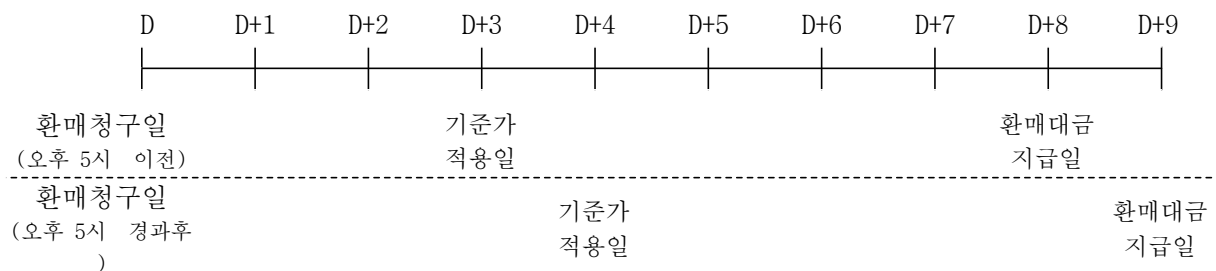 D D+1 D+2 D+3 D+4 D+5 D+6 D+7 D+8 D+9
환매청구일 기준가 환매대금
(오후 5시 이전) 적용일 지급일
환매청구일 기준가 환매대금
(오후 5시 경과후 적용일 지급일
)